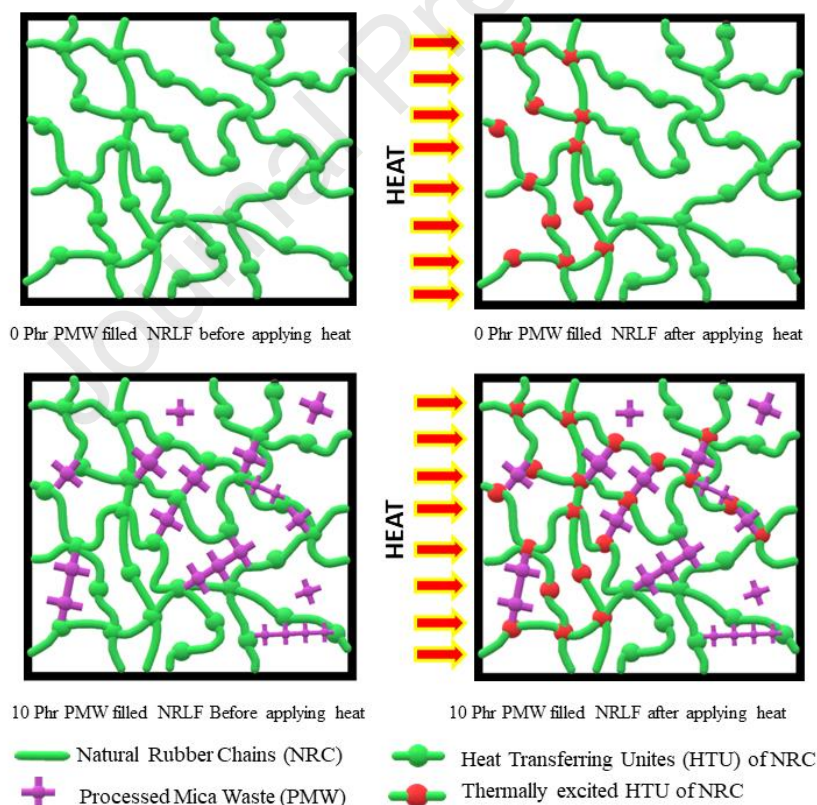 Journal Pre
HEAT
0 Phr PMW filled NRLF before applying heat
0 Phr PMW filled NRLF after applying heat
HEAT
10 Phr PMW filled NRLF Before applying heat
10 Phr PMW filled NRLF after applying heat
Natural Rubber Chains (NRC)
Heat Transferring Unites (HTU) of NRC
Processed Mica Waste (PMW)
Thermally excited HTU of NRC